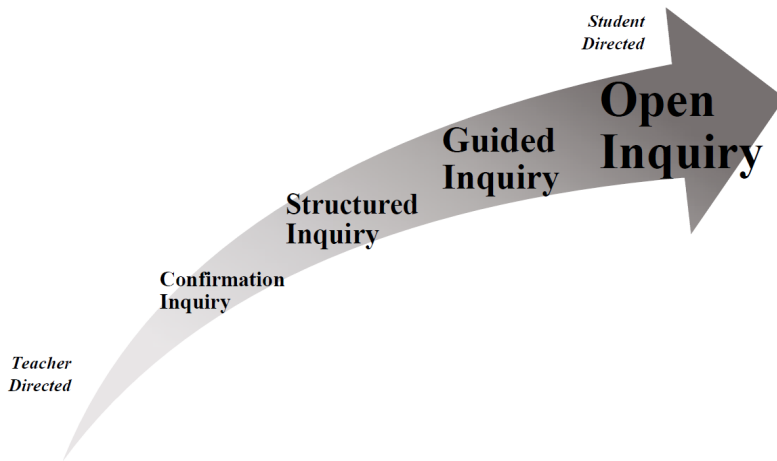 Student
Directed
Open
Inquiry
Guided
Inquiry
Structured
Inquiry
Confirmation
Inquiry
Teacher
Directed